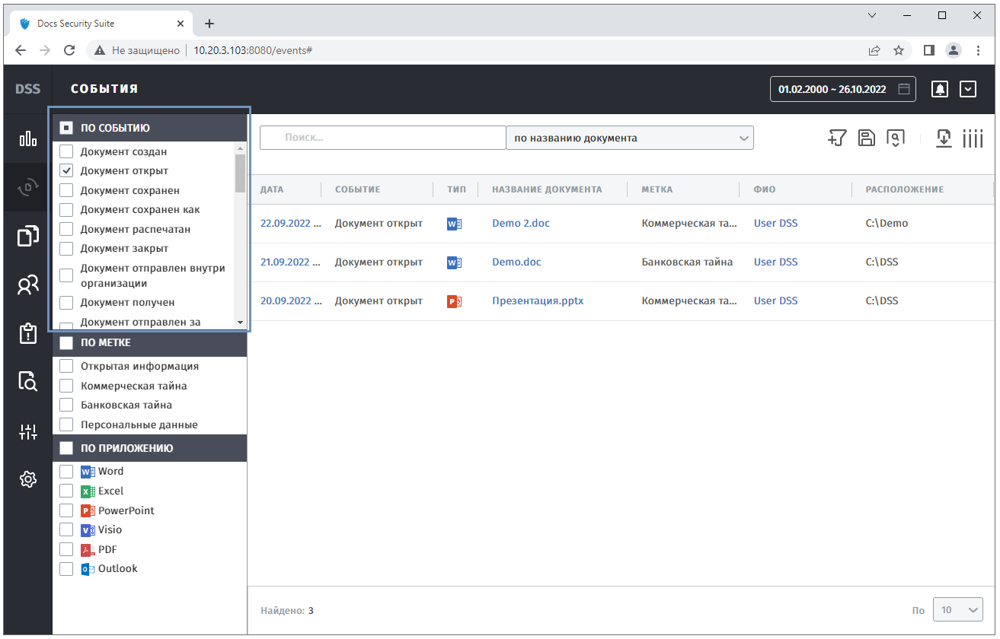 Docs Security Suite
Не защищено 10.20.3.103:8080/events#
DSS СОБЫТИЯ 01.02.2000 ~ 26.10.2022
ПО СОБЫТИЮ
Документ создан
Документ открыт
Документ сохранен
Документ сохранен как
Документ распечатан
Документ закрыт
Документ отправлен внутри
организации
Документ получен
Документ отправлен за
ПО МЕТКЕ
Открытая информация
Коммерческая тайна
Банковская тайна
Персональные данные
ПО ПРИЛОЖЕНИЮ
Word
Excel
PowerPoint
Visio
PDF
Outlook
Поиск... по названию документа
ДАТА СОБЫТИЕ ТИП НАЗВАНИЕ ДОКУМЕНТА МЕТКА ФИО РАСПОЛОЖЕНИЕ
22.09.2022 ... Документ открыт Demo 2.doc Коммерческая та... User DSS C:\Demo
21.09.2022 ... Документ открыт Demo.doc Банковская тайна User DSS C:\DSS
20.09.2022 ... Документ открыт Презентация.pptx Коммерческая та... User DSS C:\DSS
Найдено: 3 По 10